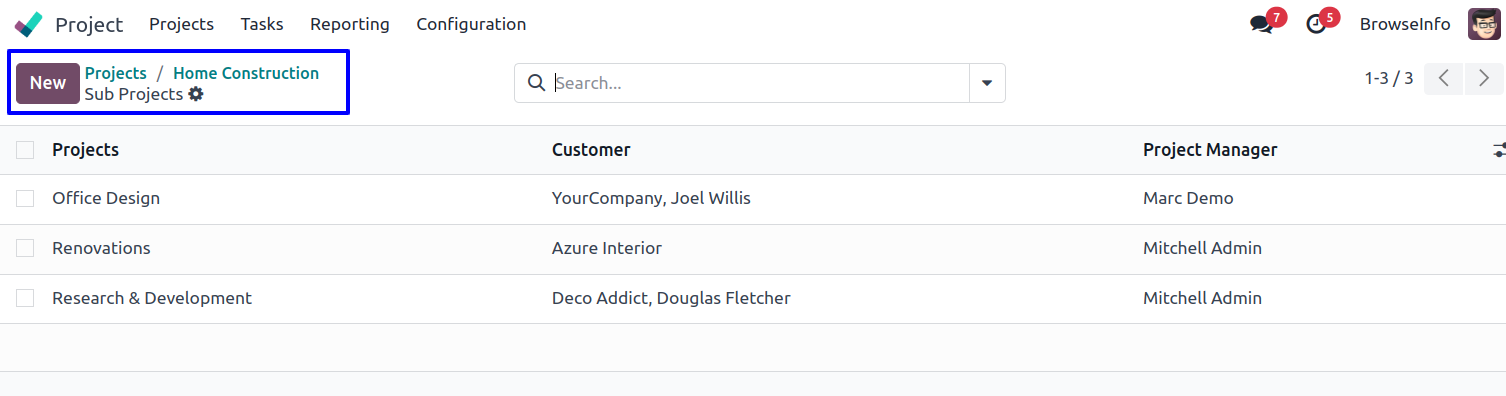 Project Projects Tasks Reporting Configuration 7 5 BrowseInfo
New Projects / Home Construction Search... 1-3 / 3
Sub Projects
Projects Customer Project Manager
Office Design YourCompany, Joel Willis Marc Demo
Renovations Azure Interior Mitchell Admin
Research & Development Deco Addict, Douglas Fletcher Mitchell Admin